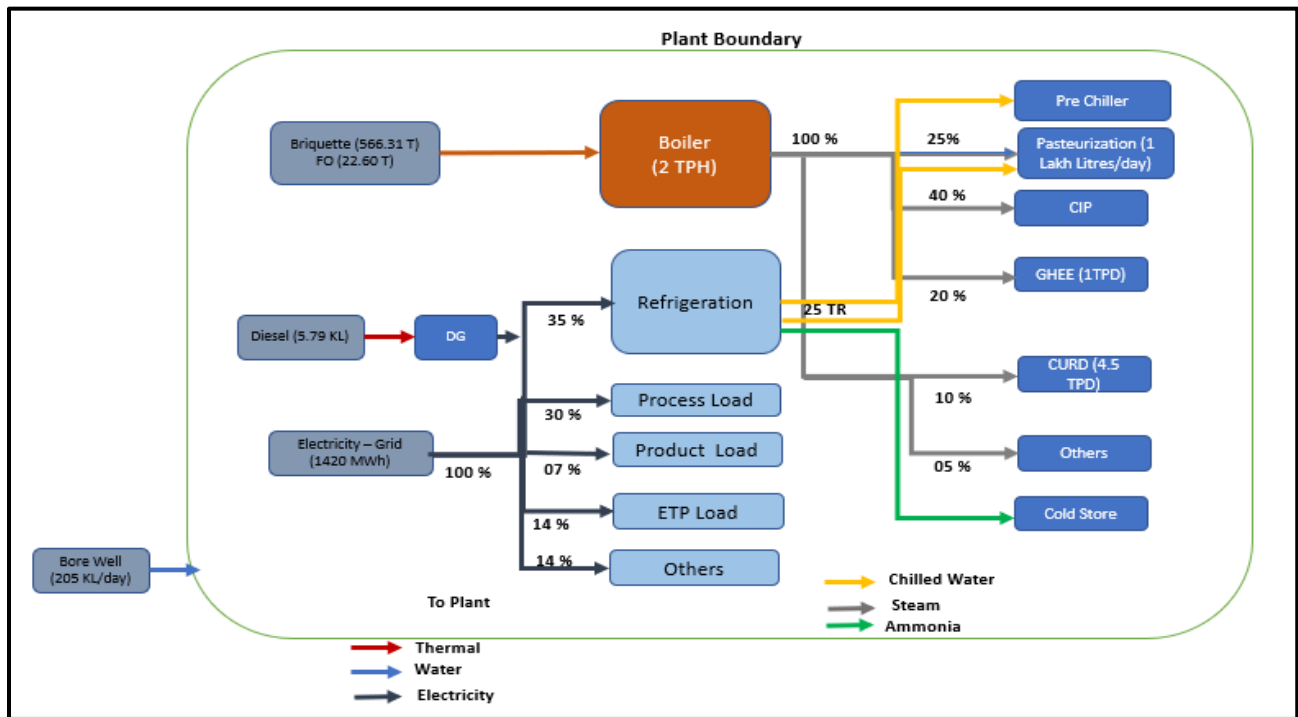 Plant Boundary
Briquette (566.31 T)
FO (22.60 T)
Boiler
(2 TPH)
100 %
25%
40 %
20 %
10 %
05 %
Pre Chiller
Pasteurization (1
Lakh Litres/day)
CIP
GHEE (1TPD)
CURD (4.5
TPD)
Others
Cold Store
Diesel (5.79 KL)
DG
35 %
Refrigeration
25 TR
Electricity – Grid
(1420 MWh)
100 %
30 %
Process Load
07 %
Product Load
14 %
ETP Load
14 %
Others
Bore Well
(205 KL/day)
To Plant
Chilled Water
Steam
Ammonia
Thermal
Water
Electricity